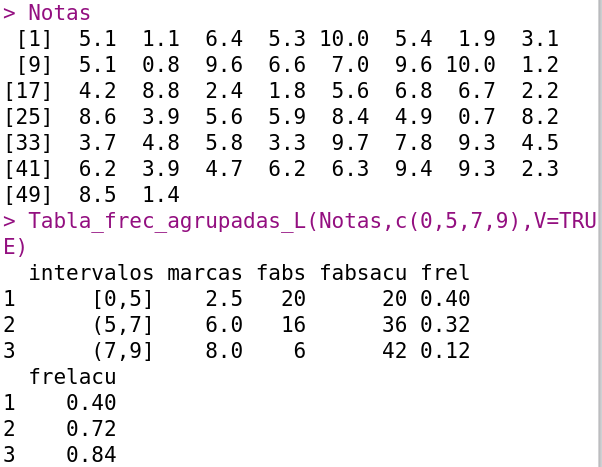 > Notas
 [1]  5.1  1.1  6.4  5.3 10.0  5.4  1.9  3.1
 [9]  5.1  0.8  9.6  6.6  7.0  9.6 10.0  1.2
[17]  4.2  8.8  2.4  1.8  5.6  6.8  6.7  2.2
[25]  8.6  3.9  5.6  5.9  8.4  4.9  0.7  8.2
[33]  3.7  4.8  5.8  3.3  9.7  7.8  9.3  4.5
[41]  6.2  3.9  4.7  6.2  6.3  9.4  9.3  2.3
[49]  8.5  1.4
> Tabla_frec_agrupadas_L(Notas,c(0,5,7,9),V=TRU
E)
  intervalos marcas fabs fabsacu frel
1      [0,5]    2.5   20      20 0.40
2      (5,7]    6.0   16      36 0.32
3      (7,9]    8.0    6      42 0.12
  frelacu
1    0.40
2    0.72
3    0.84